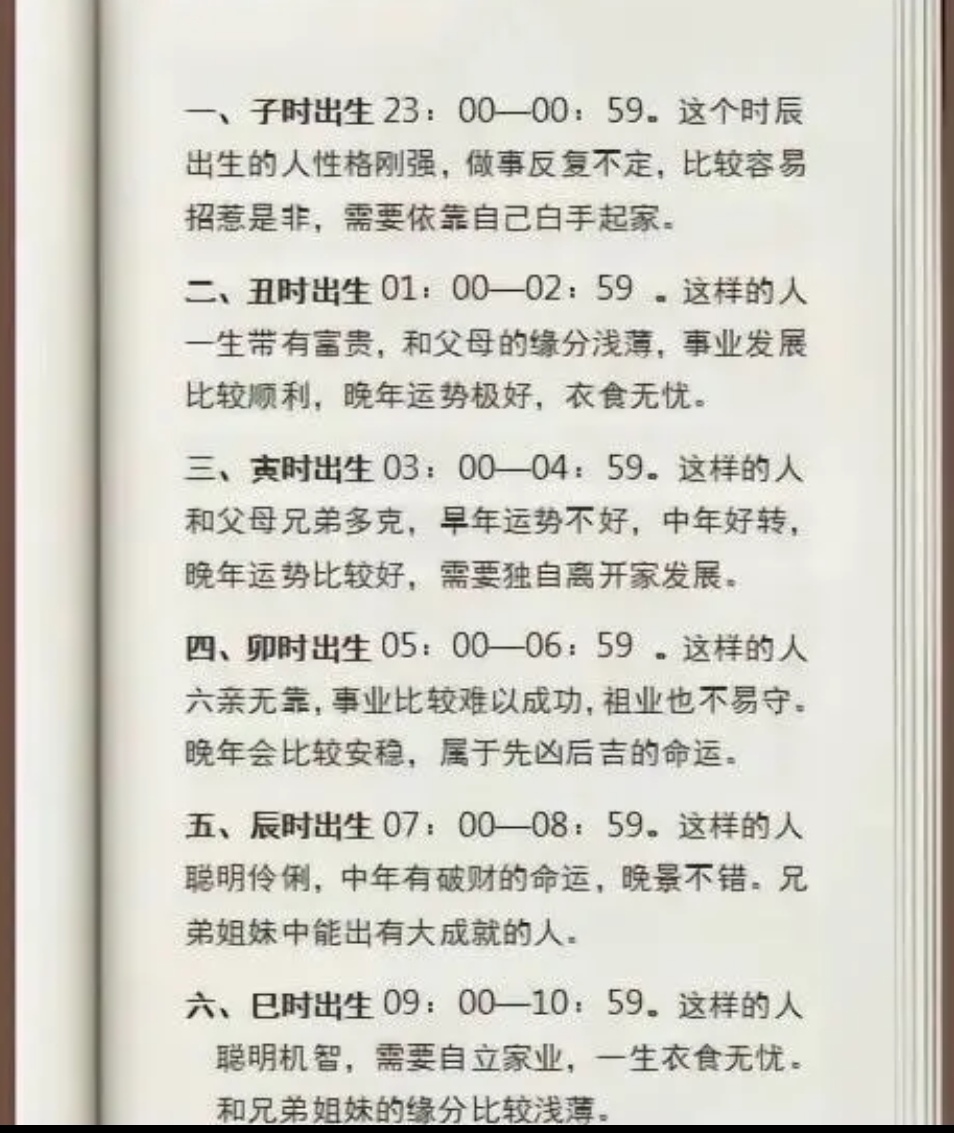 一、子时出生 23：00—00：59。这个时辰
出生的人性格刚强，做事反复不定，比较容易
招惹是非，需要依靠自己白手起家。
二、丑时出生 01：00—02：59 。这样的人
一生带有富贵，和父母的缘分浅薄，事业发展
比较顺利，晚年运势极好，衣食无忧。
三、寅时出生 03：00—04：59。这样的人
和父母兄弟多克，早年运势不好，中年好转，
晚年运势比较好，需要独自离开家发展。
四、卯时出生 05：00—06：59 。这样的人
六亲无靠,事业比较难以成功,祖业也不易守。
晚年会比较安稳，属于先凶后吉的命运。
五、辰时出生 07：00—08：59。这样的人
聪明伶俐，中年有破财的命运，晚景不错。兄
弟姐妹中能出有大成就的人。
六、巳时出生 09：00—10：59。这样的人
聪明机智，需要自立家业，一生衣食无忧。
和兄弟姐妹的缘分比较浅薄。